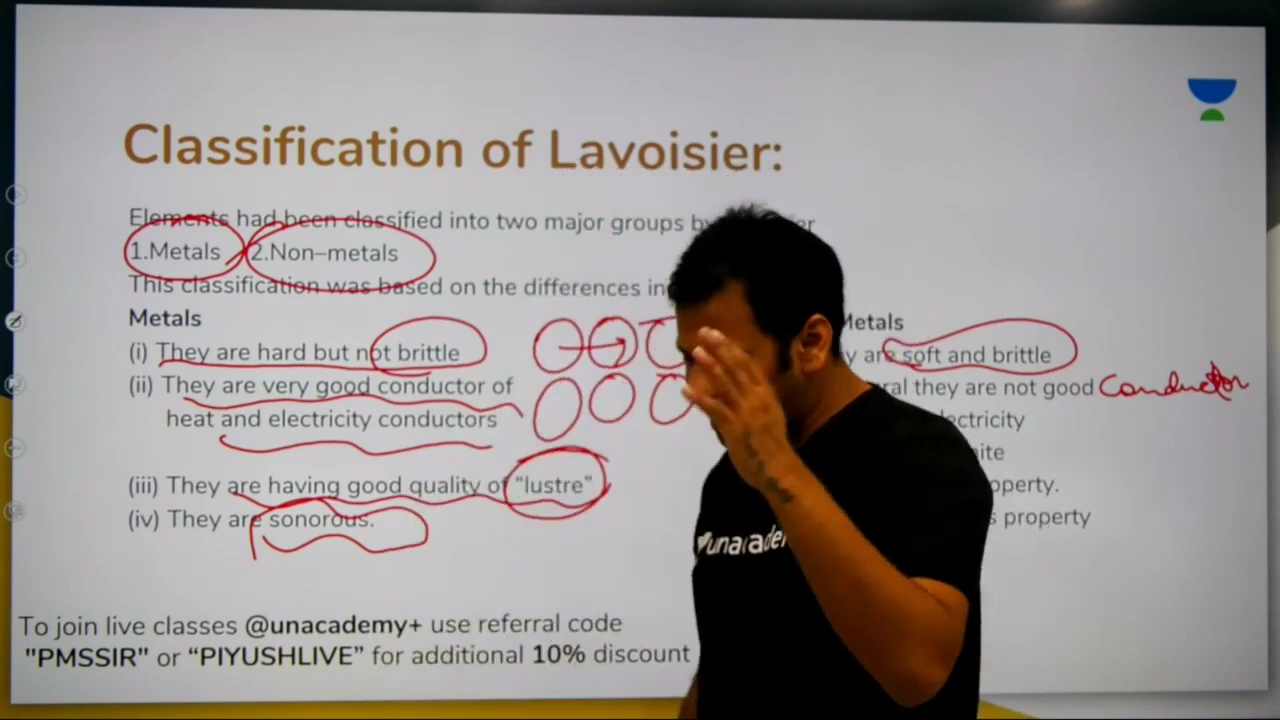 Classification of Lavoisier:
Elements had been classified into two major groups by
1.Metals 2.Non–metals
This classification was based on the differences in
Metals
(i) They are hard but not brittle
(ii) They are very good conductor of
heat and electricity conductors
(iii) They are having good quality of "lustre"
(iv) They are sonorous.
Metals
are soft and brittle
they are not good conductor
property.
property
unacademy
To join live classes @unacademy+ use referral code
"PMSSIR" or “PIYUSHLIVE” for additional 10% discount